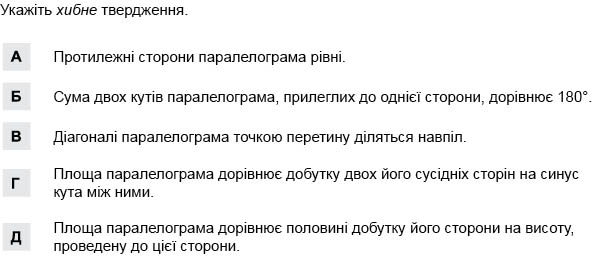 Укажіть хибне твердження.
А Протилежні сторони паралелограма рівні.
Б Сума двох кутів паралелограма, прилеглих до однієї сторони, дорівнює 180°.
В Діагоналі паралелограма точкою перетину діляться навпіл.
Г Площа паралелограма дорівнює добутку двох його сусідніх сторін на синус
кута між ними.
Д Площа паралелограма дорівнює половині добутку його сторони на висоту,
проведену до цієї сторони.